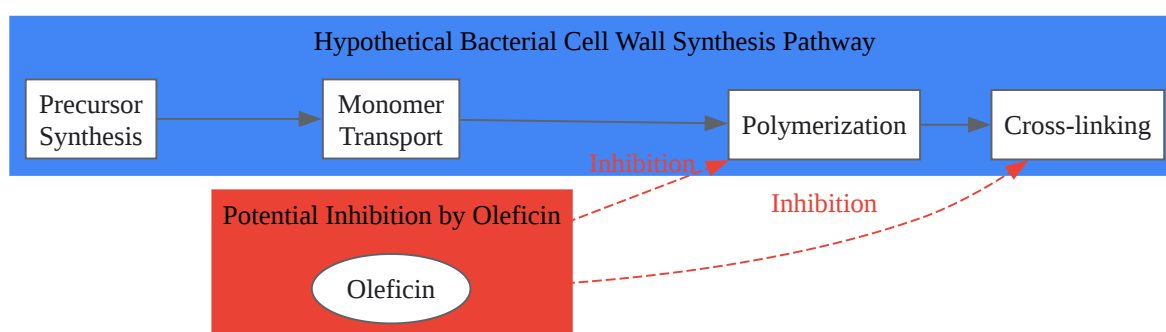 Hypothetical Bacterial Cell Wall Synthesis Pathway
Precursor
Synthesis
Monomer
Transport
Polymerization
Cross-linking
Inhibition
Inhibition
Potential Inhibition by Oleficin
Oleficin